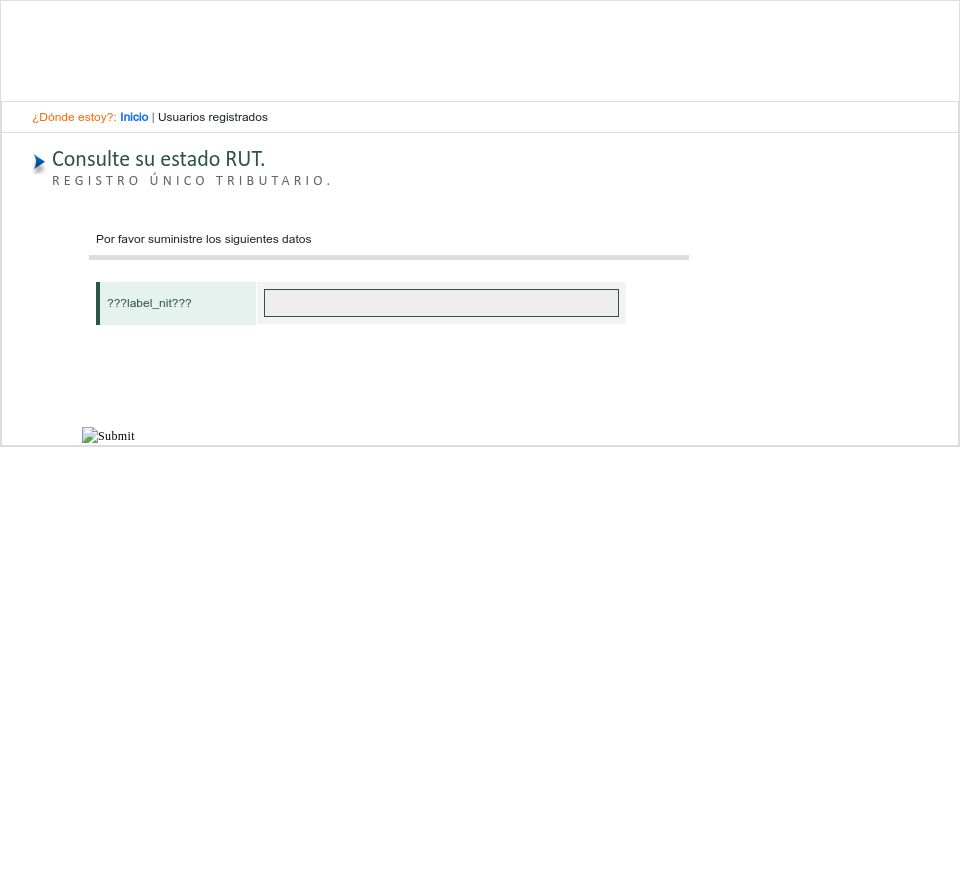 ¿Dónde estoy?: Inicio | Usuarios registrados
Consulte su estado RUT.
REGISTRO ÚNICO TRIBUTARIO.
Por favor suministre los siguientes datos
???label_nit???
Submit